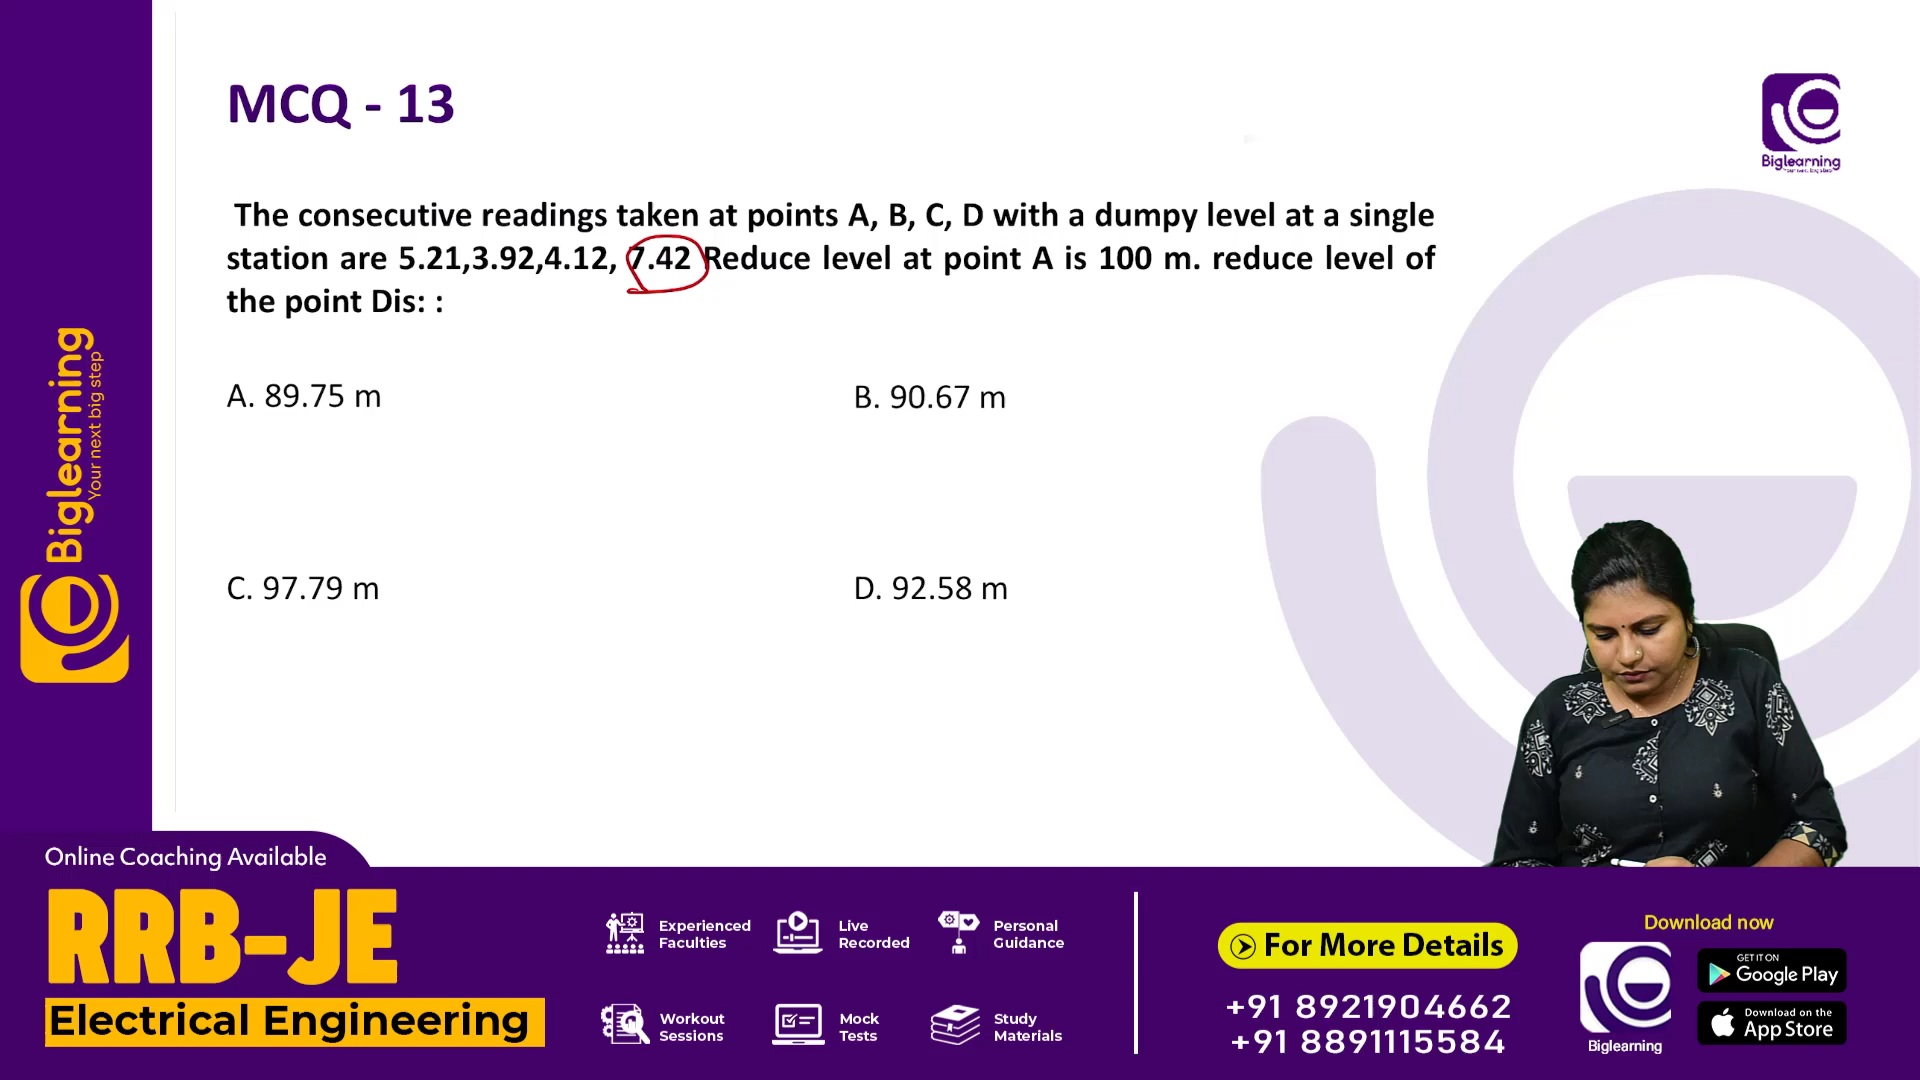 MCQ - 13
Biglearning
The consecutive readings taken at points A, B, C, D with a dumpy level at a single
station are 5.21,3.92,4.12, 7.42 Reduce level at point A is 100 m. reduce level of
the point Dis: :
A. 89.75 m
B. 90.67 m
C. 97.79 m
D. 92.58 m
Biglearning
Your next big step
Online Coaching Available
RRB-JE
Electrical Engineering
Experienced
Faculties
Live
Recorded
Personal
Guidance
Workout
Sessions
Mock
Tests
Study
Materials
For More Details
+91 8921904662
+91 8891115584
Download now
Biglearning
GET IT ON
Google Play
Download on the
App Store